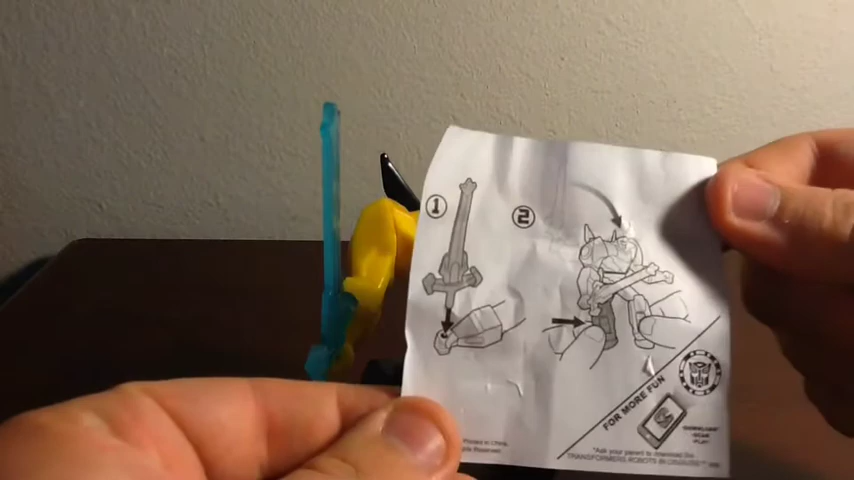 1
2
FOR MORE FUN
DOWNLOAD
SCAN
PLAY
Printed in China
Rights Reserved.
*Ask your parent to download the
TRANSFORMERS ROBOTS IN DISGUISE™